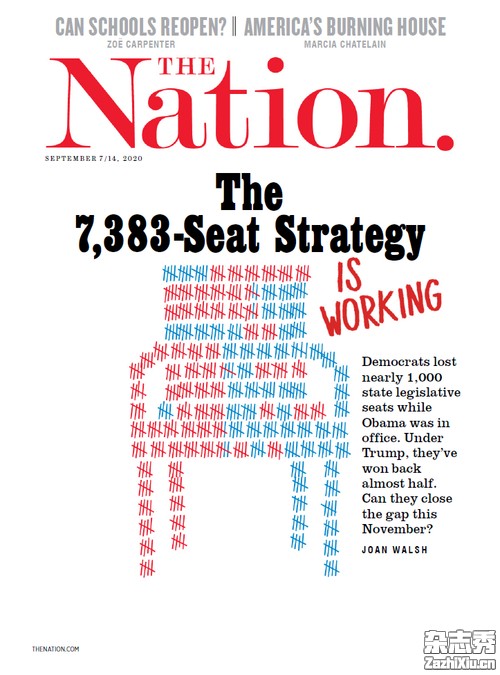 CAN SCHOOLS REOPEN? || AMERICA'S BURNING HOUSE
ZOE CARPENTER MARCIA CHATELAIN
THE
Nation.
SEPTEMBER 7/14, 2020
The
7,383-Seat Strategy
IS
WORKING
Democrats lost
nearly 1,000
state legislative
seats while
Obama was in
office. Under
Trump, they've
won back
almost half.
Can they close
the gap this
November?
JOAN WALSH
THENATION.COM
杂志秀
ZaZhiXiu.cn